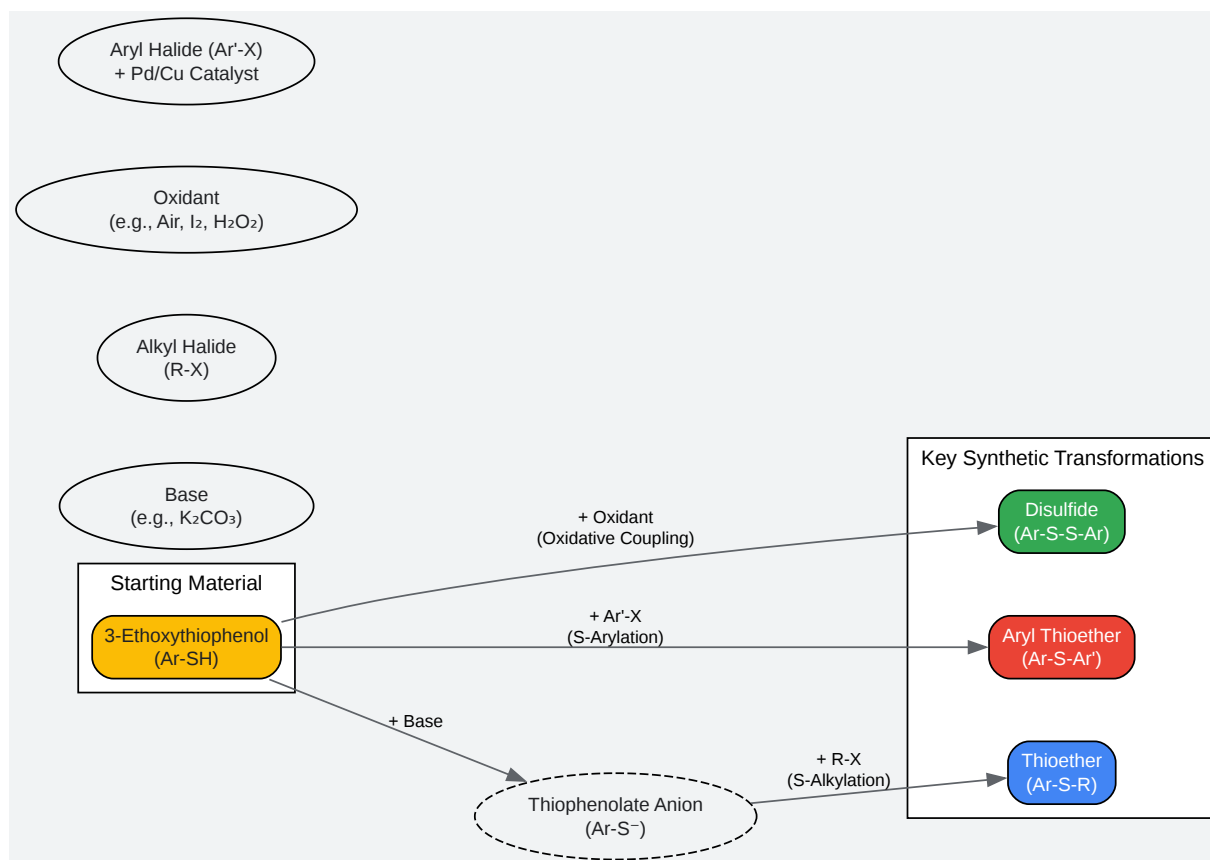 Aryl Halide (Ar'-X)
+ Pd/Cu Catalyst
Oxidant
(e.g., Air, I₂, H₂O₂)
Alkyl Halide
(R-X)
Base
(e.g., K₂CO₃)
Starting Material
3-Ethoxythiophenol
(Ar-SH)
+ Oxidant
(Oxidative Coupling)
+ Ar'-X
(S-Arylation)
+ Base
Thiophenolate Anion
(Ar-S⁻)
+ R-X
(S-Alkylation)
Key Synthetic Transformations
Disulfide
(Ar-S-S-Ar)
Aryl Thioether
(Ar-S-Ar')
Thioether
(Ar-S-R)